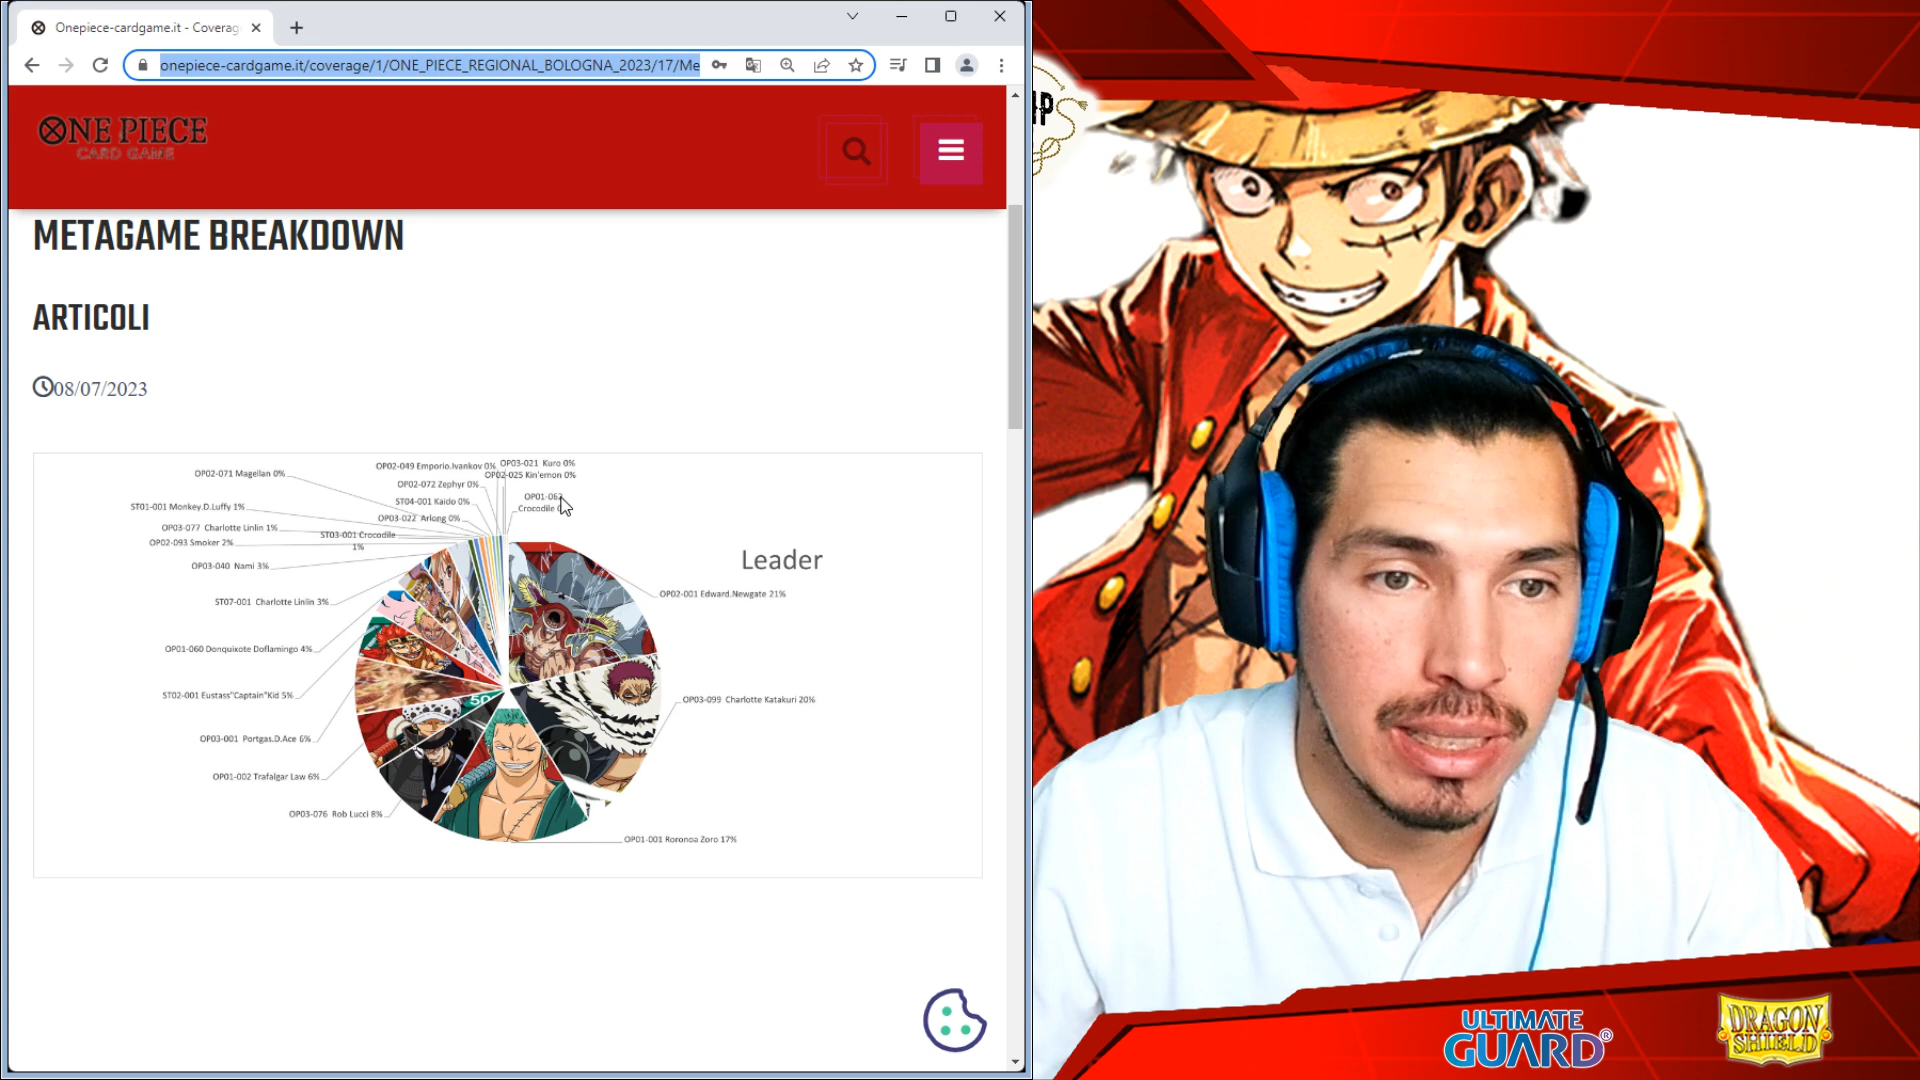 Onepiece-cardgame.it - Coverag
onepiece-cardgame.it/coverage/1/ONE_PIECE_REGIONAL_BOLOGNA_2023/17/Me
ONE PIECE
CARD GAME
METAGAME BREAKDOWN
ARTICOLI
08/07/2023
OP02-049 Emporio.Ivankov 0%
OP03-021 Kuro 0%
OP02-071 Magellan 0%
OP02-025 Kin'emon 0%
OP02-072 Zephyr 0%
OP01-062
Crocodile
ST04-001 Kaido 0%
ST01-001 Monkey.D.Luffy 1%
OP03-022 Arlong 0%
OP03-077 Charlotte Linlin 1%
ST03-001 Crocodile
1%
OP02-093 Smoker 2%
OP03-040 Nami 3%
Leader
OP02-001 Edward.Newgate 21%
ST07-001 Charlotte Linlin 3%
OP01-060 Donquixote Doflamingo 4%
ST02-001 Eustass"Captain"Kid 5%
OP03-099 Charlotte Katakuri 20%
OP03-001 Portgas.D.Ace 6%
OP01-002 Trafalgar Law 6%
OP03-076 Rob Lucci 8%
OP01-001 Roronoa Zoro 17%
ULTIMATE
GUARD®
DRAGON
SHIELD